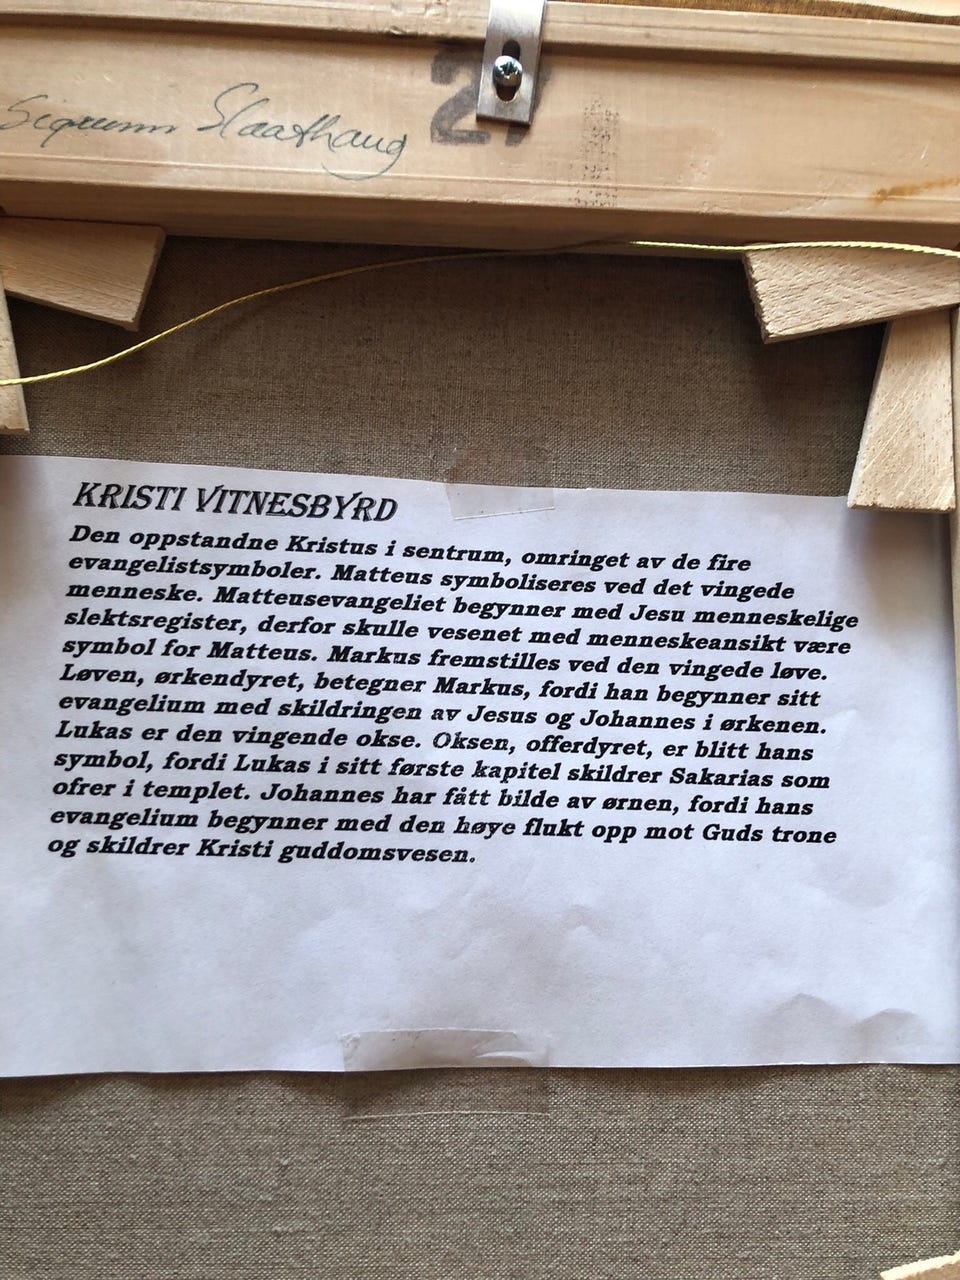 Sigrunn Slaathaug
27
KRISTI VITNESBYRD
Den oppstandne Kristus i sentrum, omringet av de fire
evangelistsymboler. Matteus symboliseres ved det vingede
menneske. Matteusevangeliet begynner med Jesu menneskelige
slektsregister, derfor skulle vesenet med menneskeansikt være
symbol for Matteus. Markus fremstilles ved den vingede løve.
Løven, ørkendyret, betegner Markus, fordi han begynner sitt
evangelium med skildringen av Jesus og Johannes i ørkenen.
Lukas er den vingende okse. Oksen, offerdyret, er blitt hans
symbol, fordi Lukas i sitt første kapitel skildrer Sakarias som
ofrer i templet. Johannes har fått bilde av ørnen, fordi hans
evangelium begynner med den høye flukt opp mot Guds trone
og skildrer Kristi guddomsvesen.